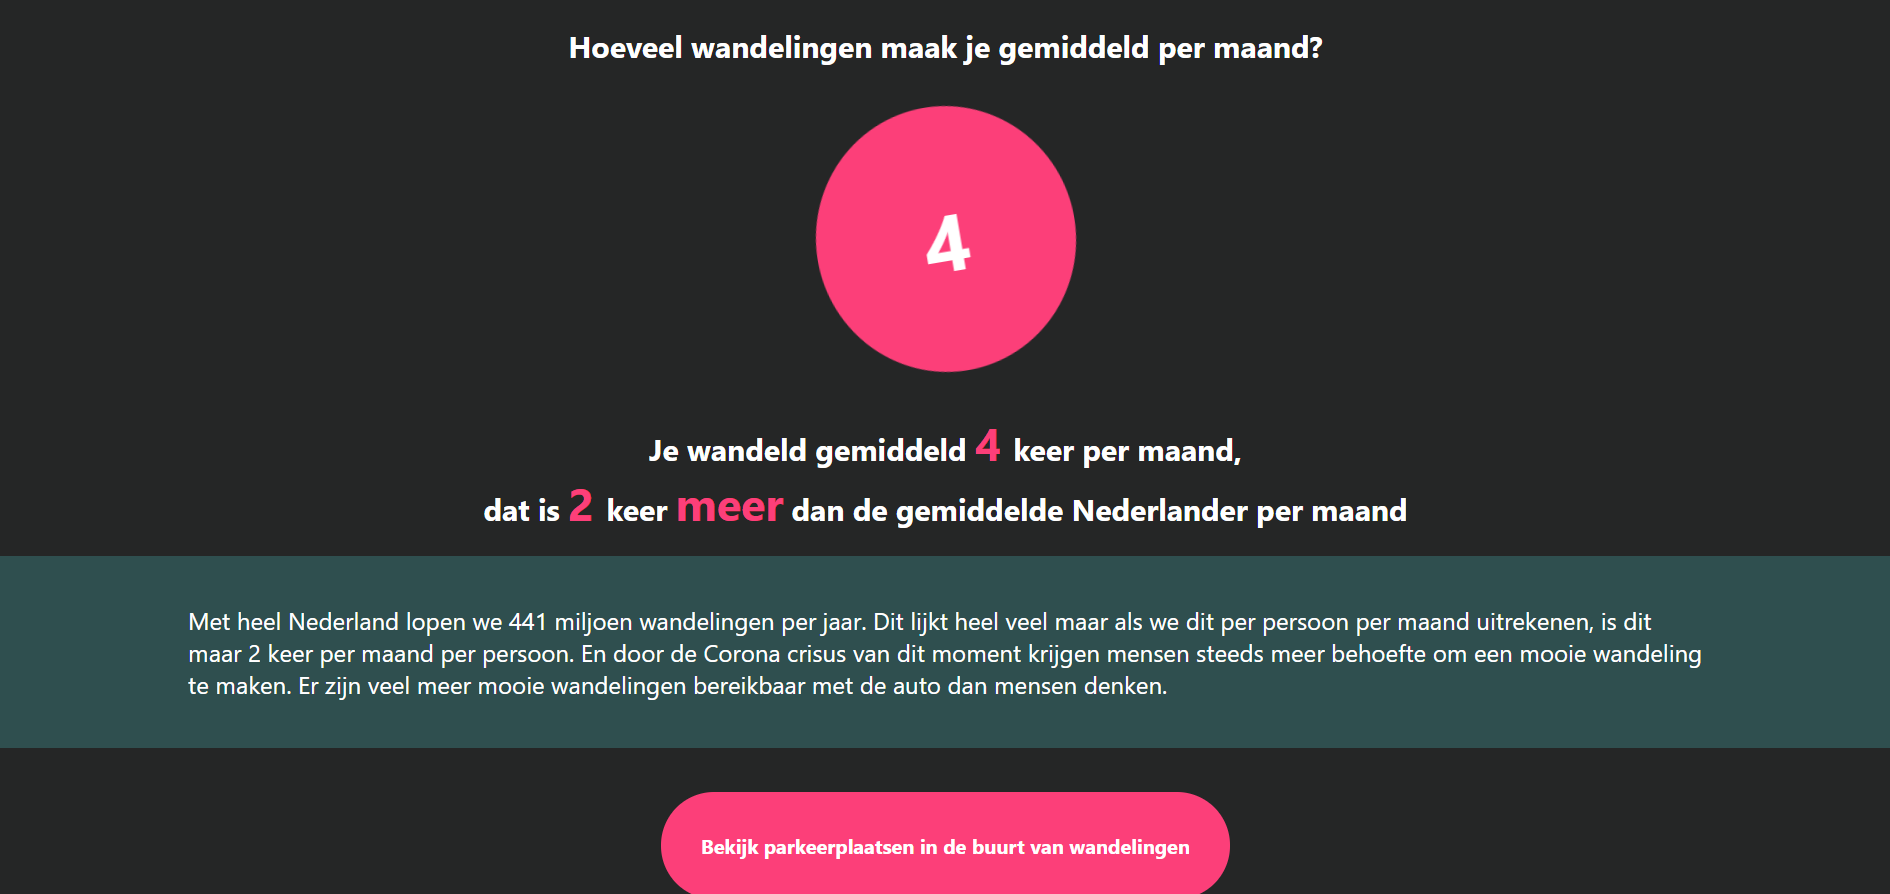 Hoeveel wandelingen maak je gemiddeld per maand?
4
Je wandeld gemiddeld 4 keer per maand,
dat is 2 keer meer dan de gemiddelde Nederlander per maand
Met heel Nederland lopen we 441 miljoen wandelingen per jaar. Dit lijkt heel veel maar als we dit per persoon per maand uitrekenen, is dit
maar 2 keer per maand per persoon. En door de Corona crisus van dit moment krijgen mensen steeds meer behoefte om een mooie wandeling
te maken. Er zijn veel meer mooie wandelingen bereikbaar met de auto dan mensen denken.
Bekijk parkeerplaatsen in de buurt van wandelingen